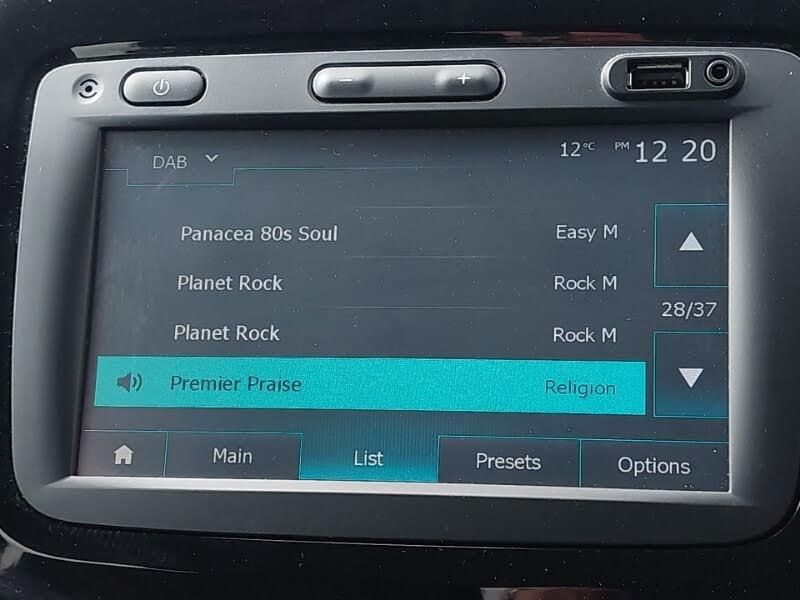 DAB 12°C PM 12 20
Panacea 80s Soul Easy M
Planet Rock Rock M
28/37
Planet Rock Rock M
Premier Praise Religion
Main List Presets Options